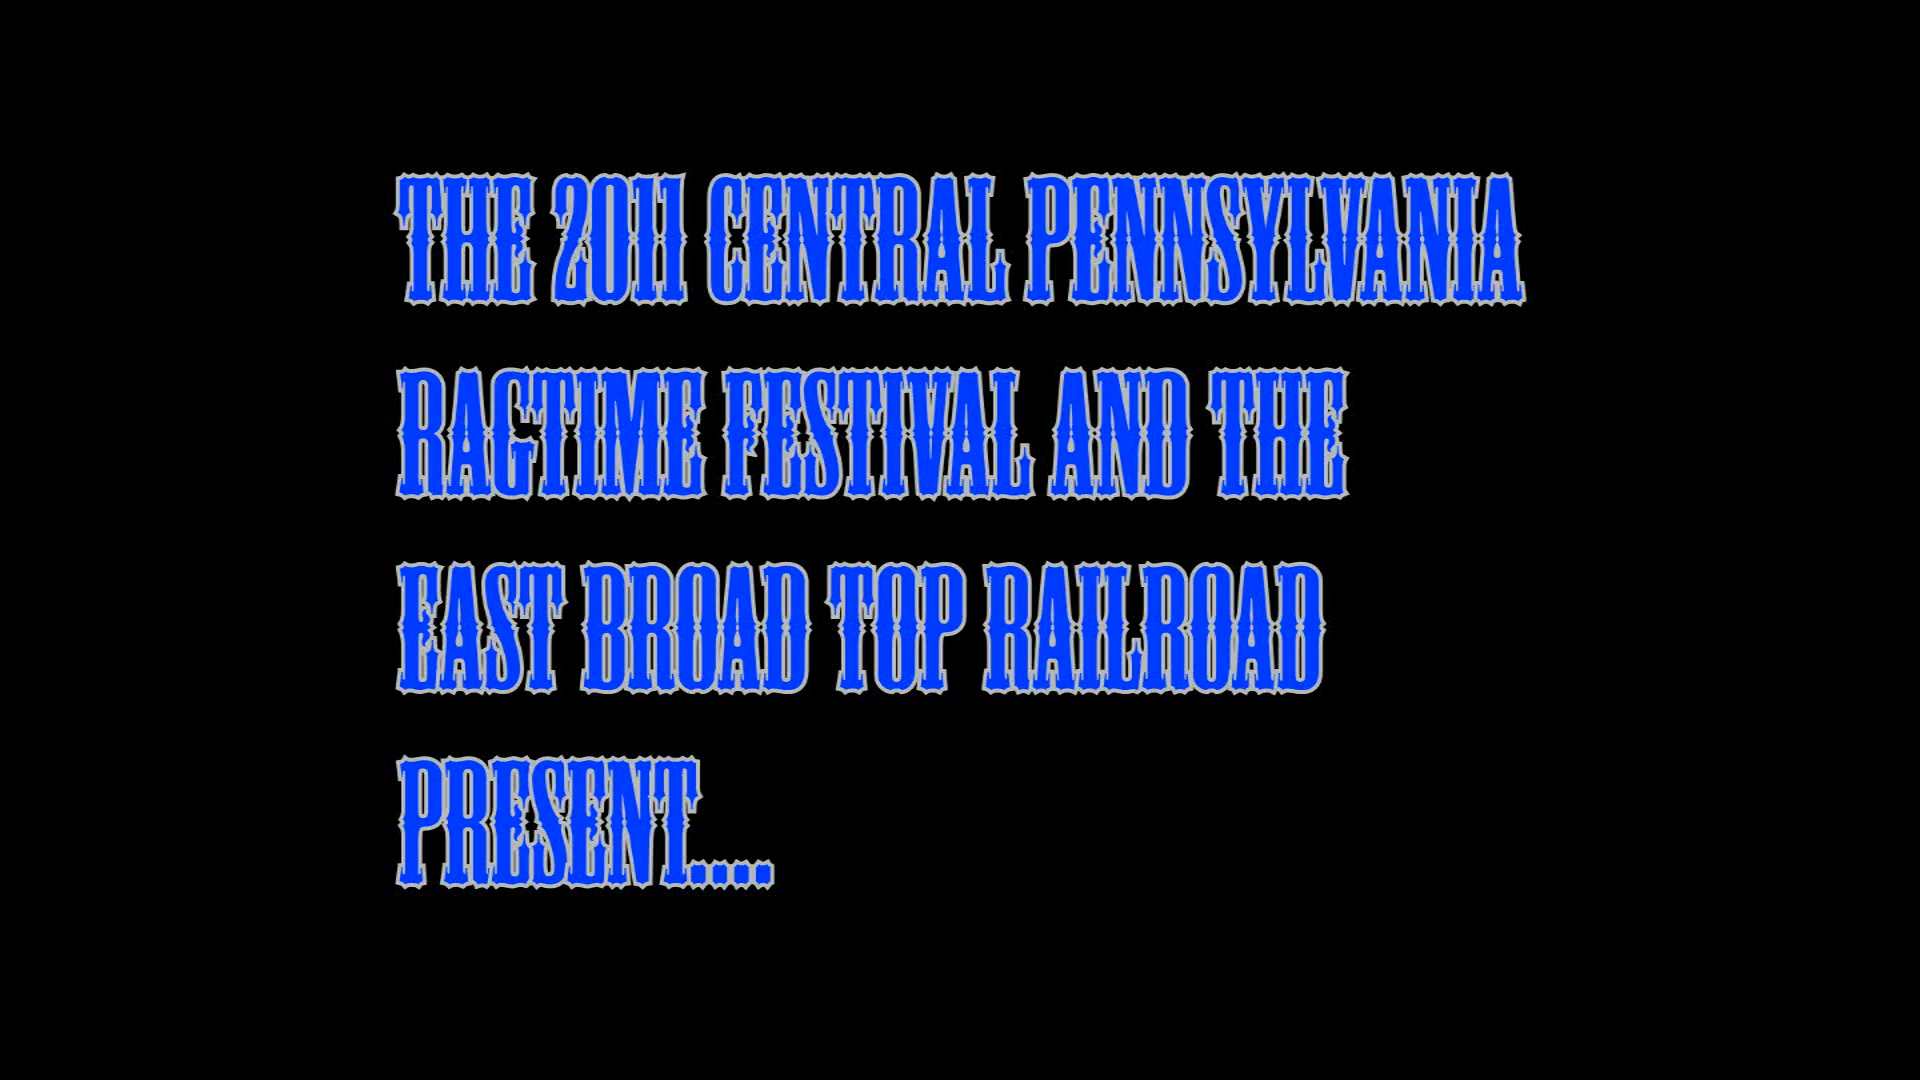 THE 2011 CENTRAL PENNSYLVANIA
RAGTIME FESTIVAL AND THE
EAST BROAD TOP RAILROAD
PRESENT....